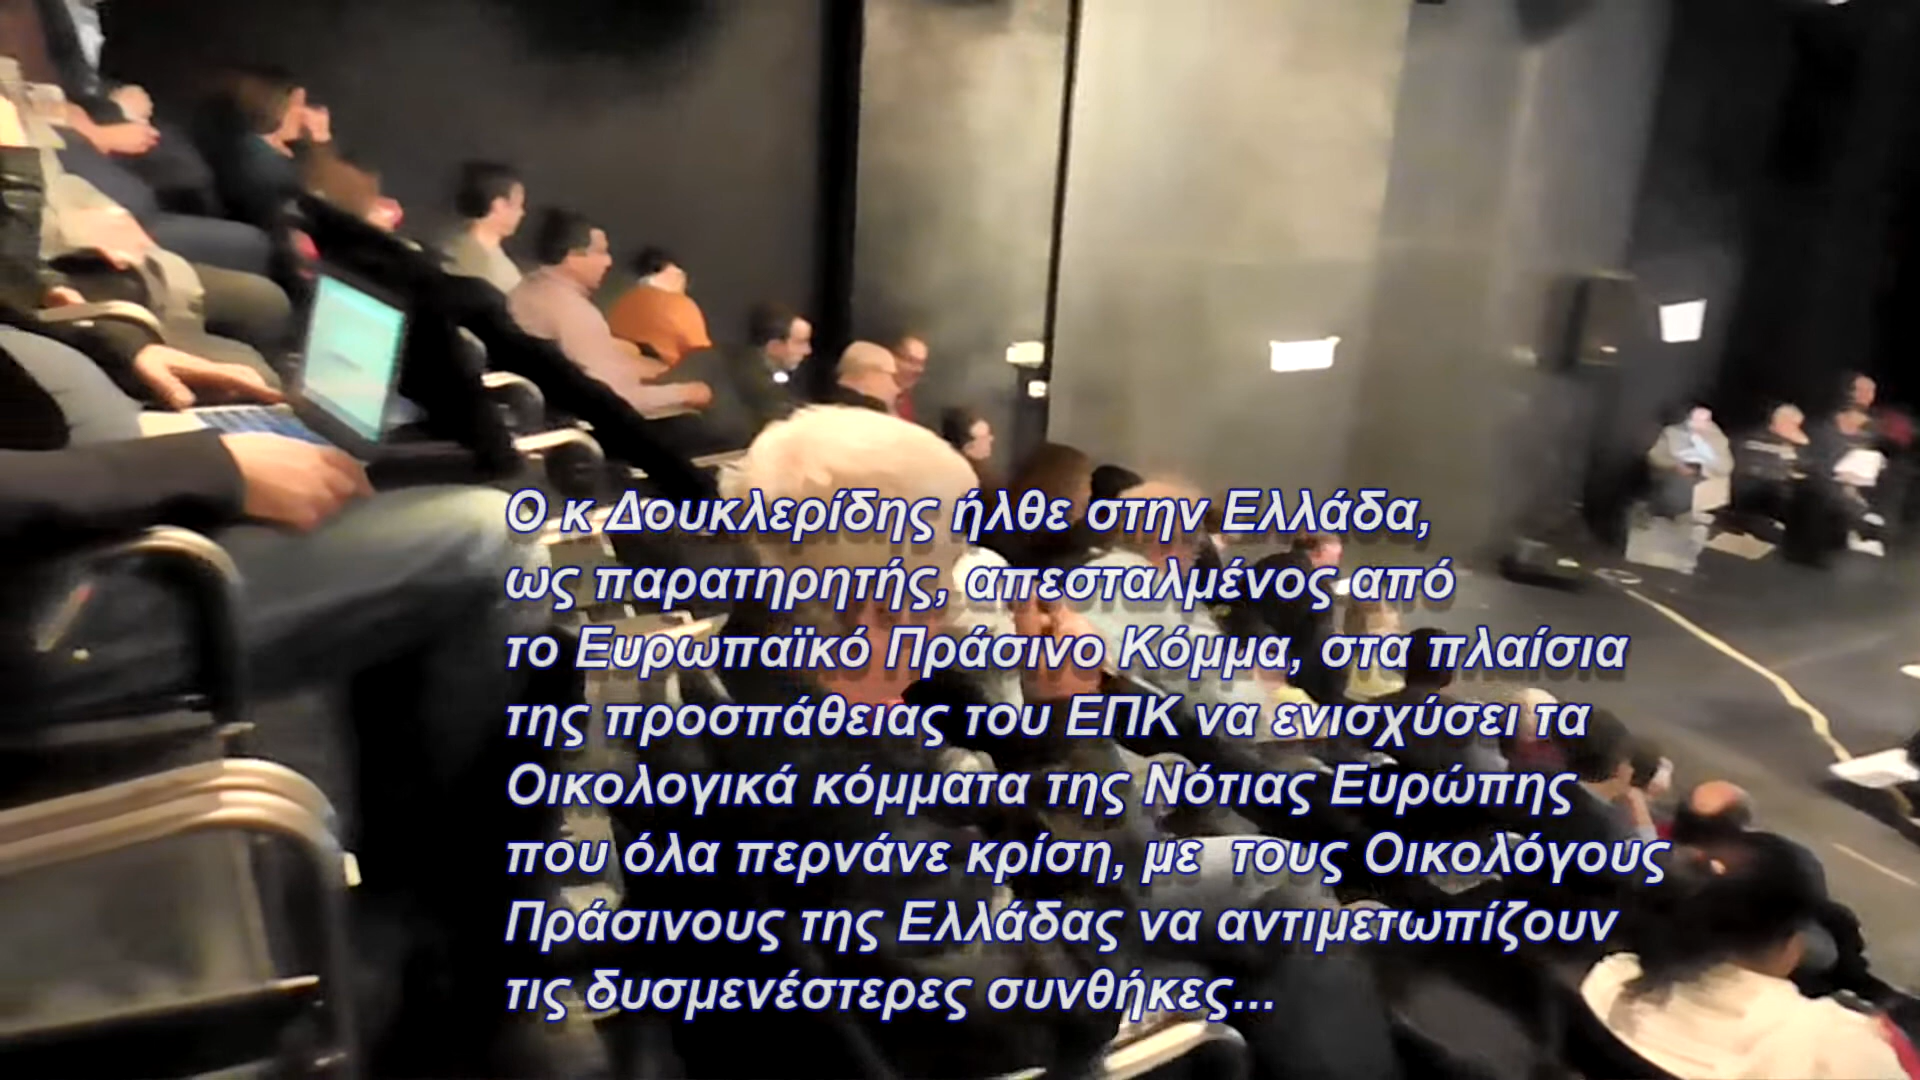 Ο κ Δουκλερίδης ήλθε στην Ελλάδα,
ως παρατηρητής, απεσταλμένος από
το Ευρωπαϊκό Πράσινο Κόμμα, στα πλαίσια
της προσπάθειας του ΕΠΚ να ενισχύσει τα
Οικολογικά κόμματα της Νότιας Ευρώπης
που όλα περνάνε κρίση, με  τους Οικολόγους
Πράσινους της Ελλάδας να αντιμετωπίζουν
τις δυσμενέστερες συνθήκες...